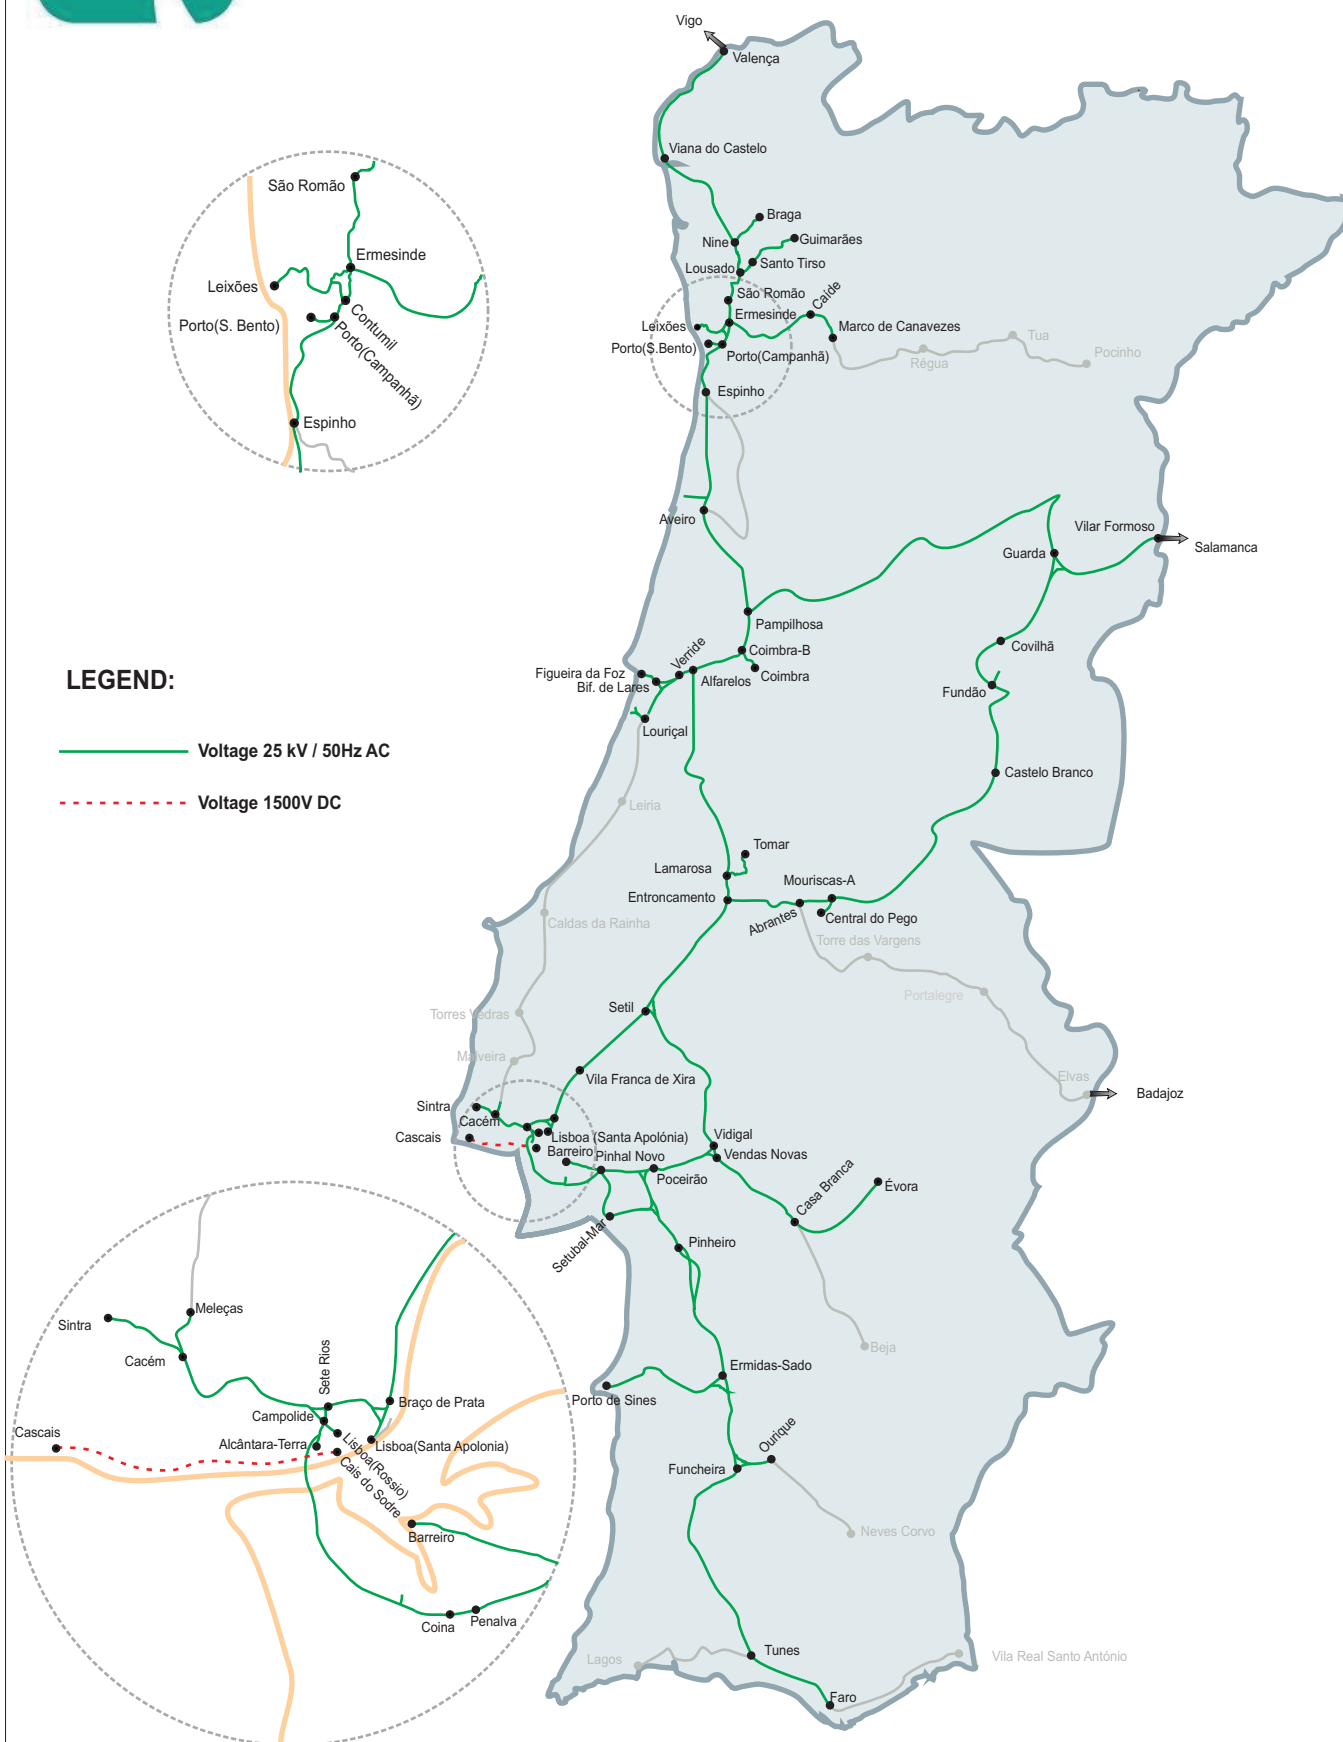 Vigo
Valença
Viana do Castelo
Braga
Nine
Guimarães
Lousado
Santo Tirso
São Romão
Caíde
Ermesinde
Leixões
Marco de Canavezes
Porto(S.Bento)
Porto(Campanhã)
Tua
Régua
Pocinho
Espinho
São Romão
Ermesinde
Leixões
Contumil
Porto(S. Bento)
Porto(Campanhã)
Espinho
Aveiro
Vilar Formoso
Salamanca
Guarda
Pampilhosa
Covilhã
Coimbra-B
Verride
Coimbra
Figueira da Foz
Bif. de Lares
Alfarelos
Fundão
Louriçal
LEGEND:
Voltage 25 kV / 50Hz AC
Voltage 1500V DC
Castelo Branco
Leiria
Tomar
Lamarosa
Mouriscas-A
Entroncamento
Abrantes
Central do Pego
Caldas da Rainha
Torre das Vargens
Portalegre
Setil
Torres Vedras
Malveira
Vila Franca de Xira
Elvas
Badajoz
Sintra
Cacém
Cascais
Lisboa (Santa Apolónia)
Barreiro
Pinhal Novo
Vidigal
Vendas Novas
Poceirão
Casa Branca
Évora
Setubal-Mar
Pinheiro
Beja
Ermidas-Sado
Porto de Sines
Ourique
Funcheira
Neves Corvo
Tunes
Lagos
Vila Real Santo António
Faro
Meleças
Sintra
Cacém
Sete Rios
Braço de Prata
Campolide
Cascais
Alcântara-Terra
Lisboa(Santa Apolonia)
Lisboa(Rossio)
Cais do Sodre
Barreiro
Coina
Penalva